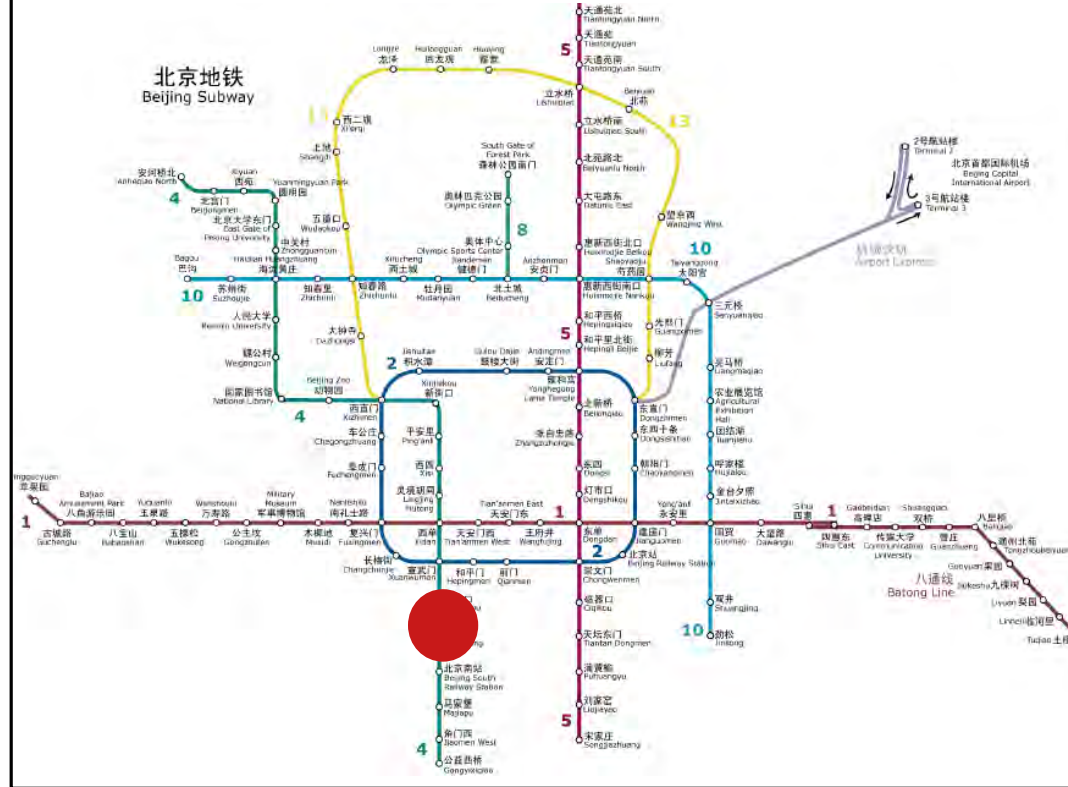 北京地铁
Beijing Subway
天通苑北
Tiantongyuan North
天通苑
Tiantongyuan
5
天通苑南
Tiantongyuan South
Longze
龙泽
Huilongguan
回龙观
Huoying
霍营
立水桥
Lishuiqiao
Beiyuan
北苑
13
13
西二旗
Xierqi
上地
Shangdi
立水桥南
Lishuiqiao South
北苑路北
Beiyuanlu North
South Gate of
Forest Park
森林公园南门
奥林匹克公园
Olympic Green
大屯路东
Datunlu East
2号航站楼
Terminal 2
北京首都国际机场
Beijing Capital
International Airport
3号航站楼
Terminal 3
安河桥北
Anheqiao North
4
Xiyuan
西苑
北宫门
Beigongmen
Yuanmingyuan Park
圆明园
北京大学东门
East Gate of
Peking University
中关村
Zhongguancun
五道口
Wudaokou
8
奥体中心
Olympic Sports Center
惠新西街北口
Huixinxijie Beikou
望京西
Wangjing West
10
Taiyanggong
太阳宫
机场快轨
Airport Express
Bagou
巴沟
10
苏州街
Suzhoujie
Haidian Huangzhuang
海淀黄庄
知春里
Zhichunli
知春路
Zhichunlu
Xitucheng
西土城
牡丹园
Mudanyuan
Jiandemen
健德门
北土城
Beitucheng
Anzhenmen
安贞门
惠新西街南口
Huixinxijie Nankou
Shaoyaoju
芍药居
三元桥
Sanyuanqiao
人民大学
Renmin University
魏公村
Weigongcun
大钟寺
Dazhongsi
和平西桥
Hepingxiqiao
5
和平里北街
Hepingli Beijie
光熙门
Guangximen
柳芳
Liufang
亮马桥
Liangmaqiao
国家图书馆
National Library
4
Beijing Zoo
动物园
西直门
Xizhimen
2
Jishuitan
积水潭
Xinjiekou
新街口
Gulou Dajie
鼓楼大街
Andingmen
安定门
雍和宫
Yonghegong
Lama Temple
东直门
Dongzhimen
农业展览馆
Agricultural
Exhibition
Hall
车公庄
Chegongzhuang
平安里
Ping'anli
北新桥
Beixinqiao
张自忠路
Zhangzizhonglu
东四十条
Dongsishitiao
团结湖
Tuanjiehu
阜成门
Fuchengmen
西四
Xisi
东四
Dongsi
朝阳门
Chaoyangmen
呼家楼
Hujialou
灵境胡同
Lingjing
Hutong
灯市口
Dengshikou
金台夕照
Jintaixizhao
苹果园
1
古城路
Guchenglu
Bajiao
Amusement Park
八角游乐园
八宝山
Babaoshan
Yuquanlu
玉泉路
五棵松
Wukesong
Wanshoulu
万寿路
公主坟
Gongzhufen
Military
Museum
军事博物馆
木樨地
Muxidi
Nanlishilu
南礼士路
复兴门
Fuxingmen
西单
Xidan
天安门西
Tian'anmen West
Tian'anmen East
天安门东
王府井
Wangfujing
1
东单
Dongdan
建国门
Jianguomen
Yong'anli
永安里
国贸
Guomao
大望路
Dawanglu
Sihui
四惠
1
四惠东
Sihui East
Gaobeidian
高碑店
传媒大学
Communication
University
Shuangqiao
双桥
管庄
Guanzhuang
八里桥
Baliqiao
通州北苑
Tongzhoubeiyuan
Guoyuan 果园
Jiukeshu 九棵树
Liyuan 梨园
Linheli 临河里
Tuqiao 土桥
八通线
Batong Line
长椿街
Changchunjie
宣武门
Xuanwumen
和平门
Hepingmen
前门
Qianmen
2
崇文门
Chongwenmen
北京站
Beijing Railway Station
磁器口
Ciqikou
天坛东门
Tiantan Dongmen
蒲黄榆
Puhuangyu
刘家窑
Liujiayao
5
宋家庄
Songjiazhuang
双井
Shuangjing
10
劲松
Jinsong
北京南站
Beijing South
Railway Station
马家堡
Majiapu
角门西
Jiaomen West
4
公益西桥
Gongyixiqiao